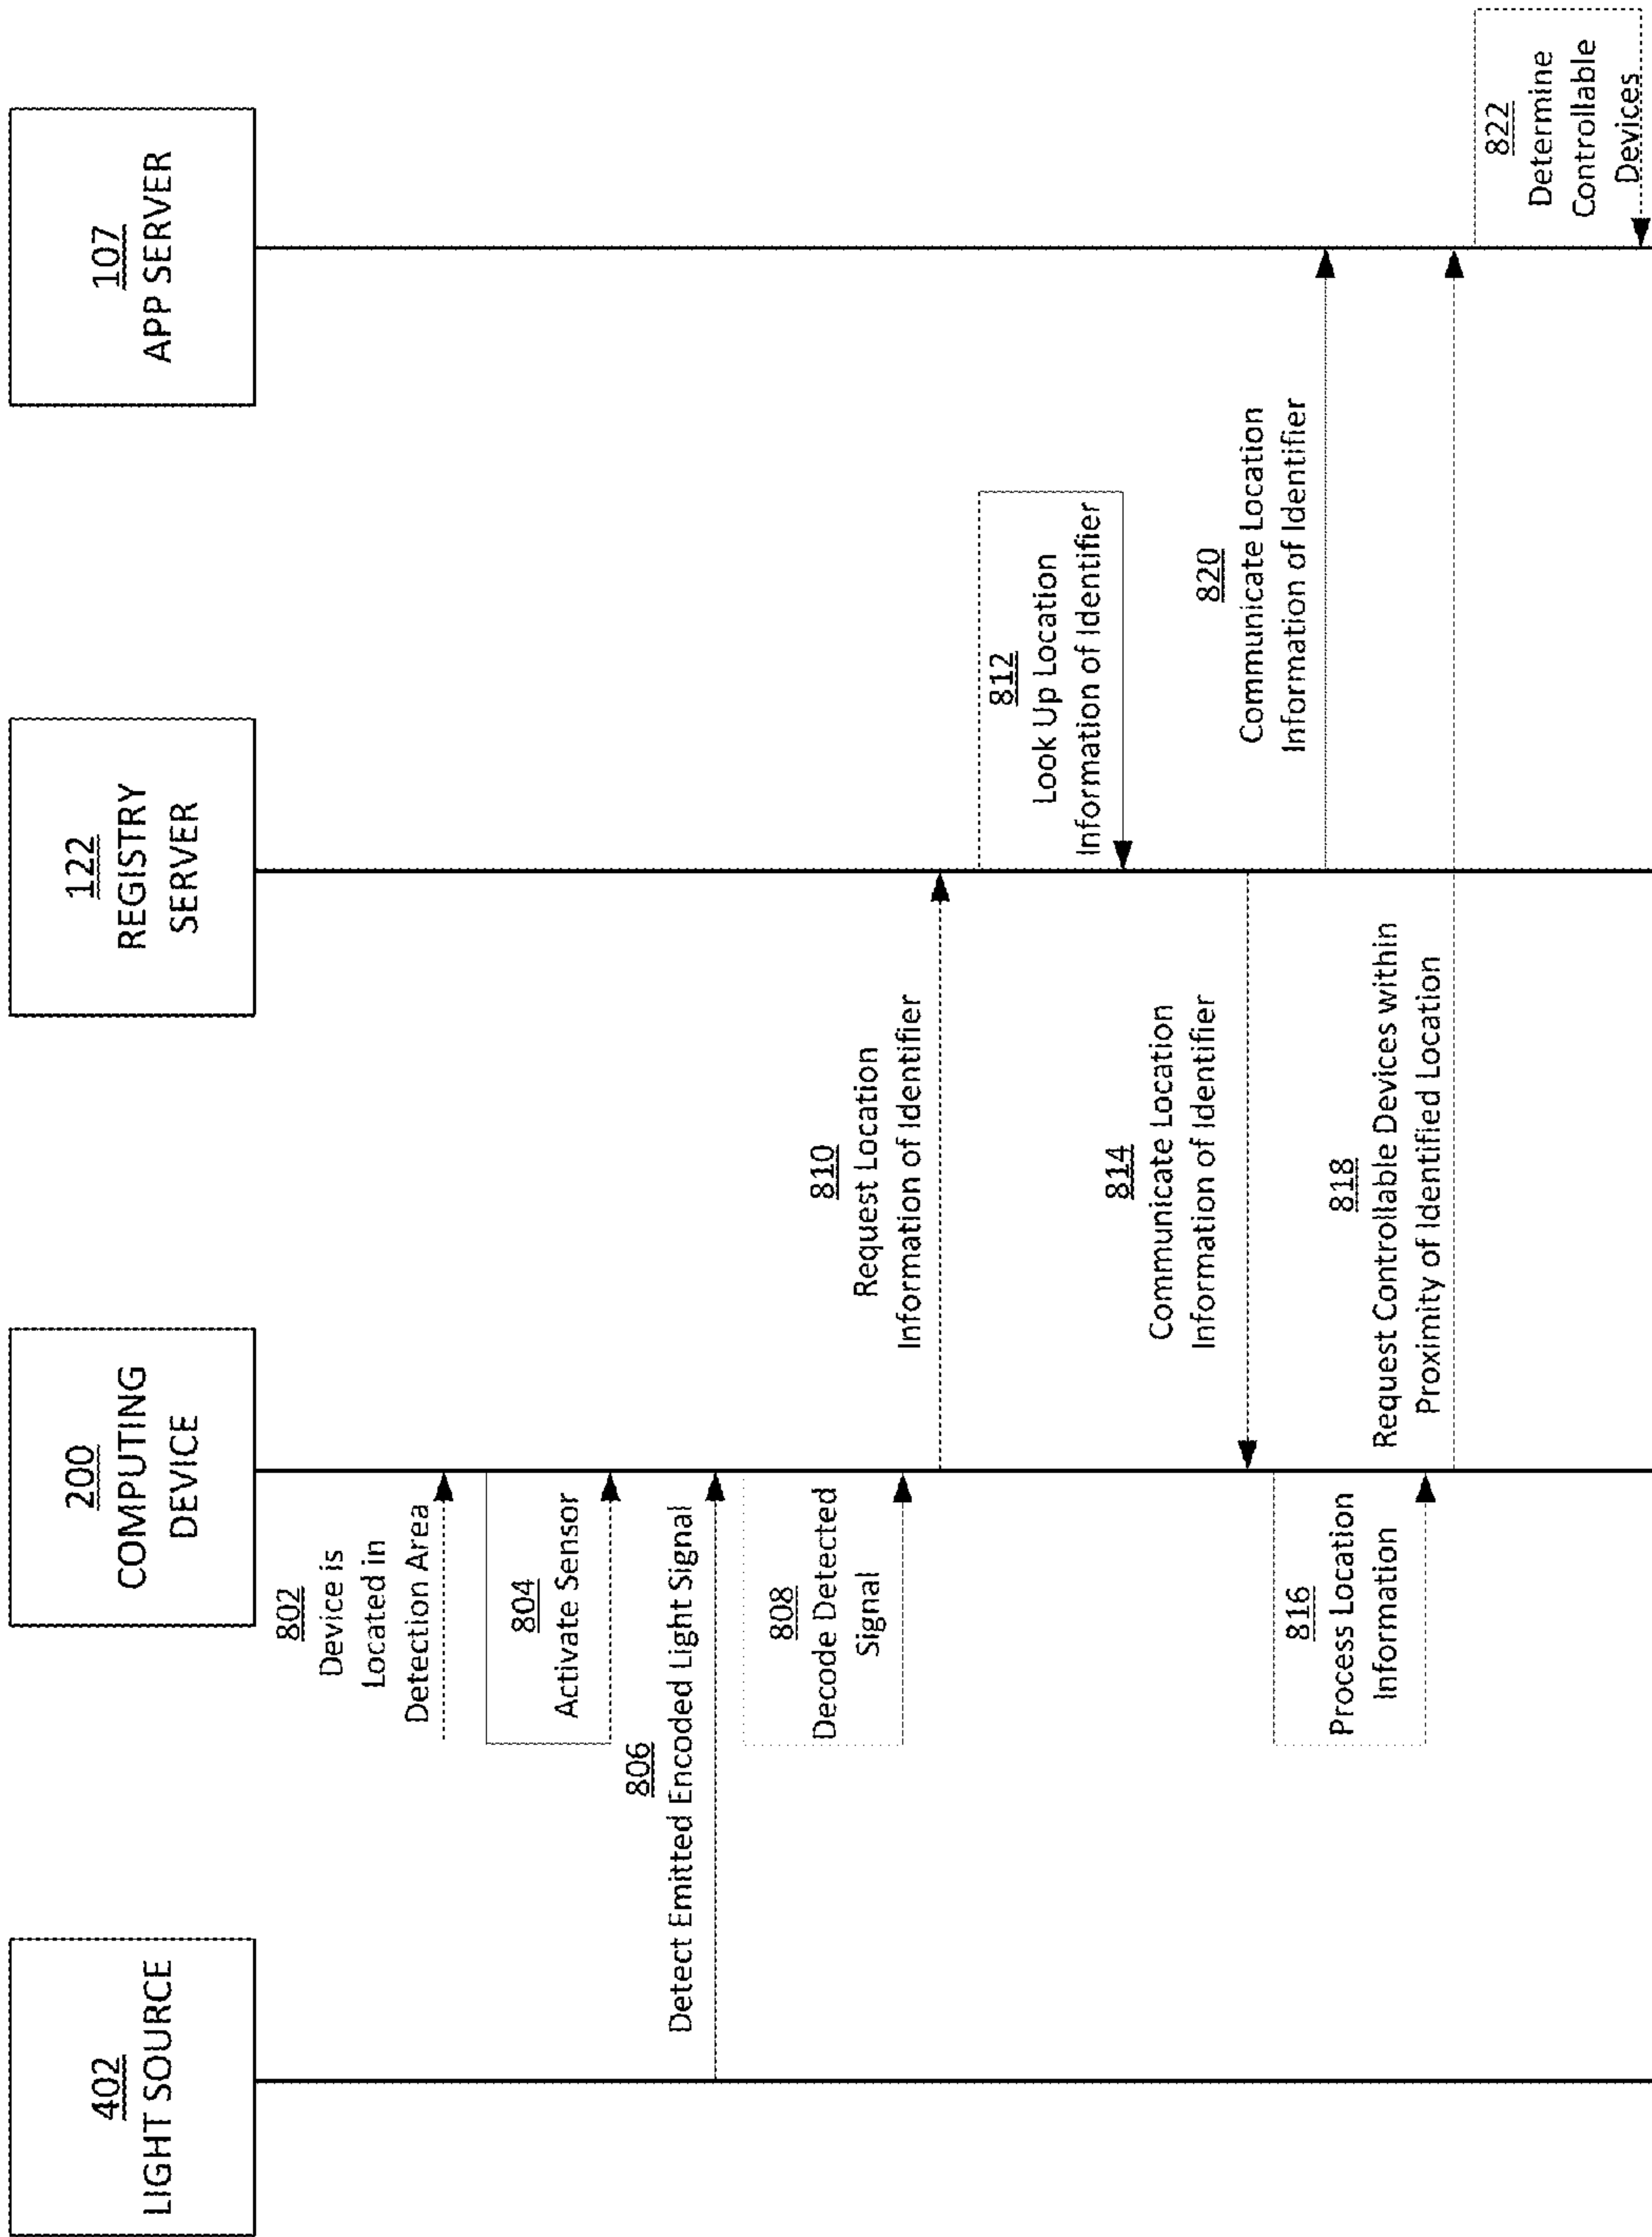 402
LIGHT SOURCE
200
COMPUTING
DEVICE
122
REGISTRY
SERVER
107
APP SERVER
802
Device is
Located in
Detection Area
804
Activate Sensor
806
Detect Emitted Encoded Light Signal
808
Decode Detected
Signal
810
Request Location
Information of Identifier
812
Look Up Location
Information of Identifier
814
Communicate Location
Information of Identifier
816
Process Location
Information
818
Request Controllable Devices within
Proximity of Identified Location
820
Communicate Location
Information of Identifier
822
Determine
Controllable
Devices